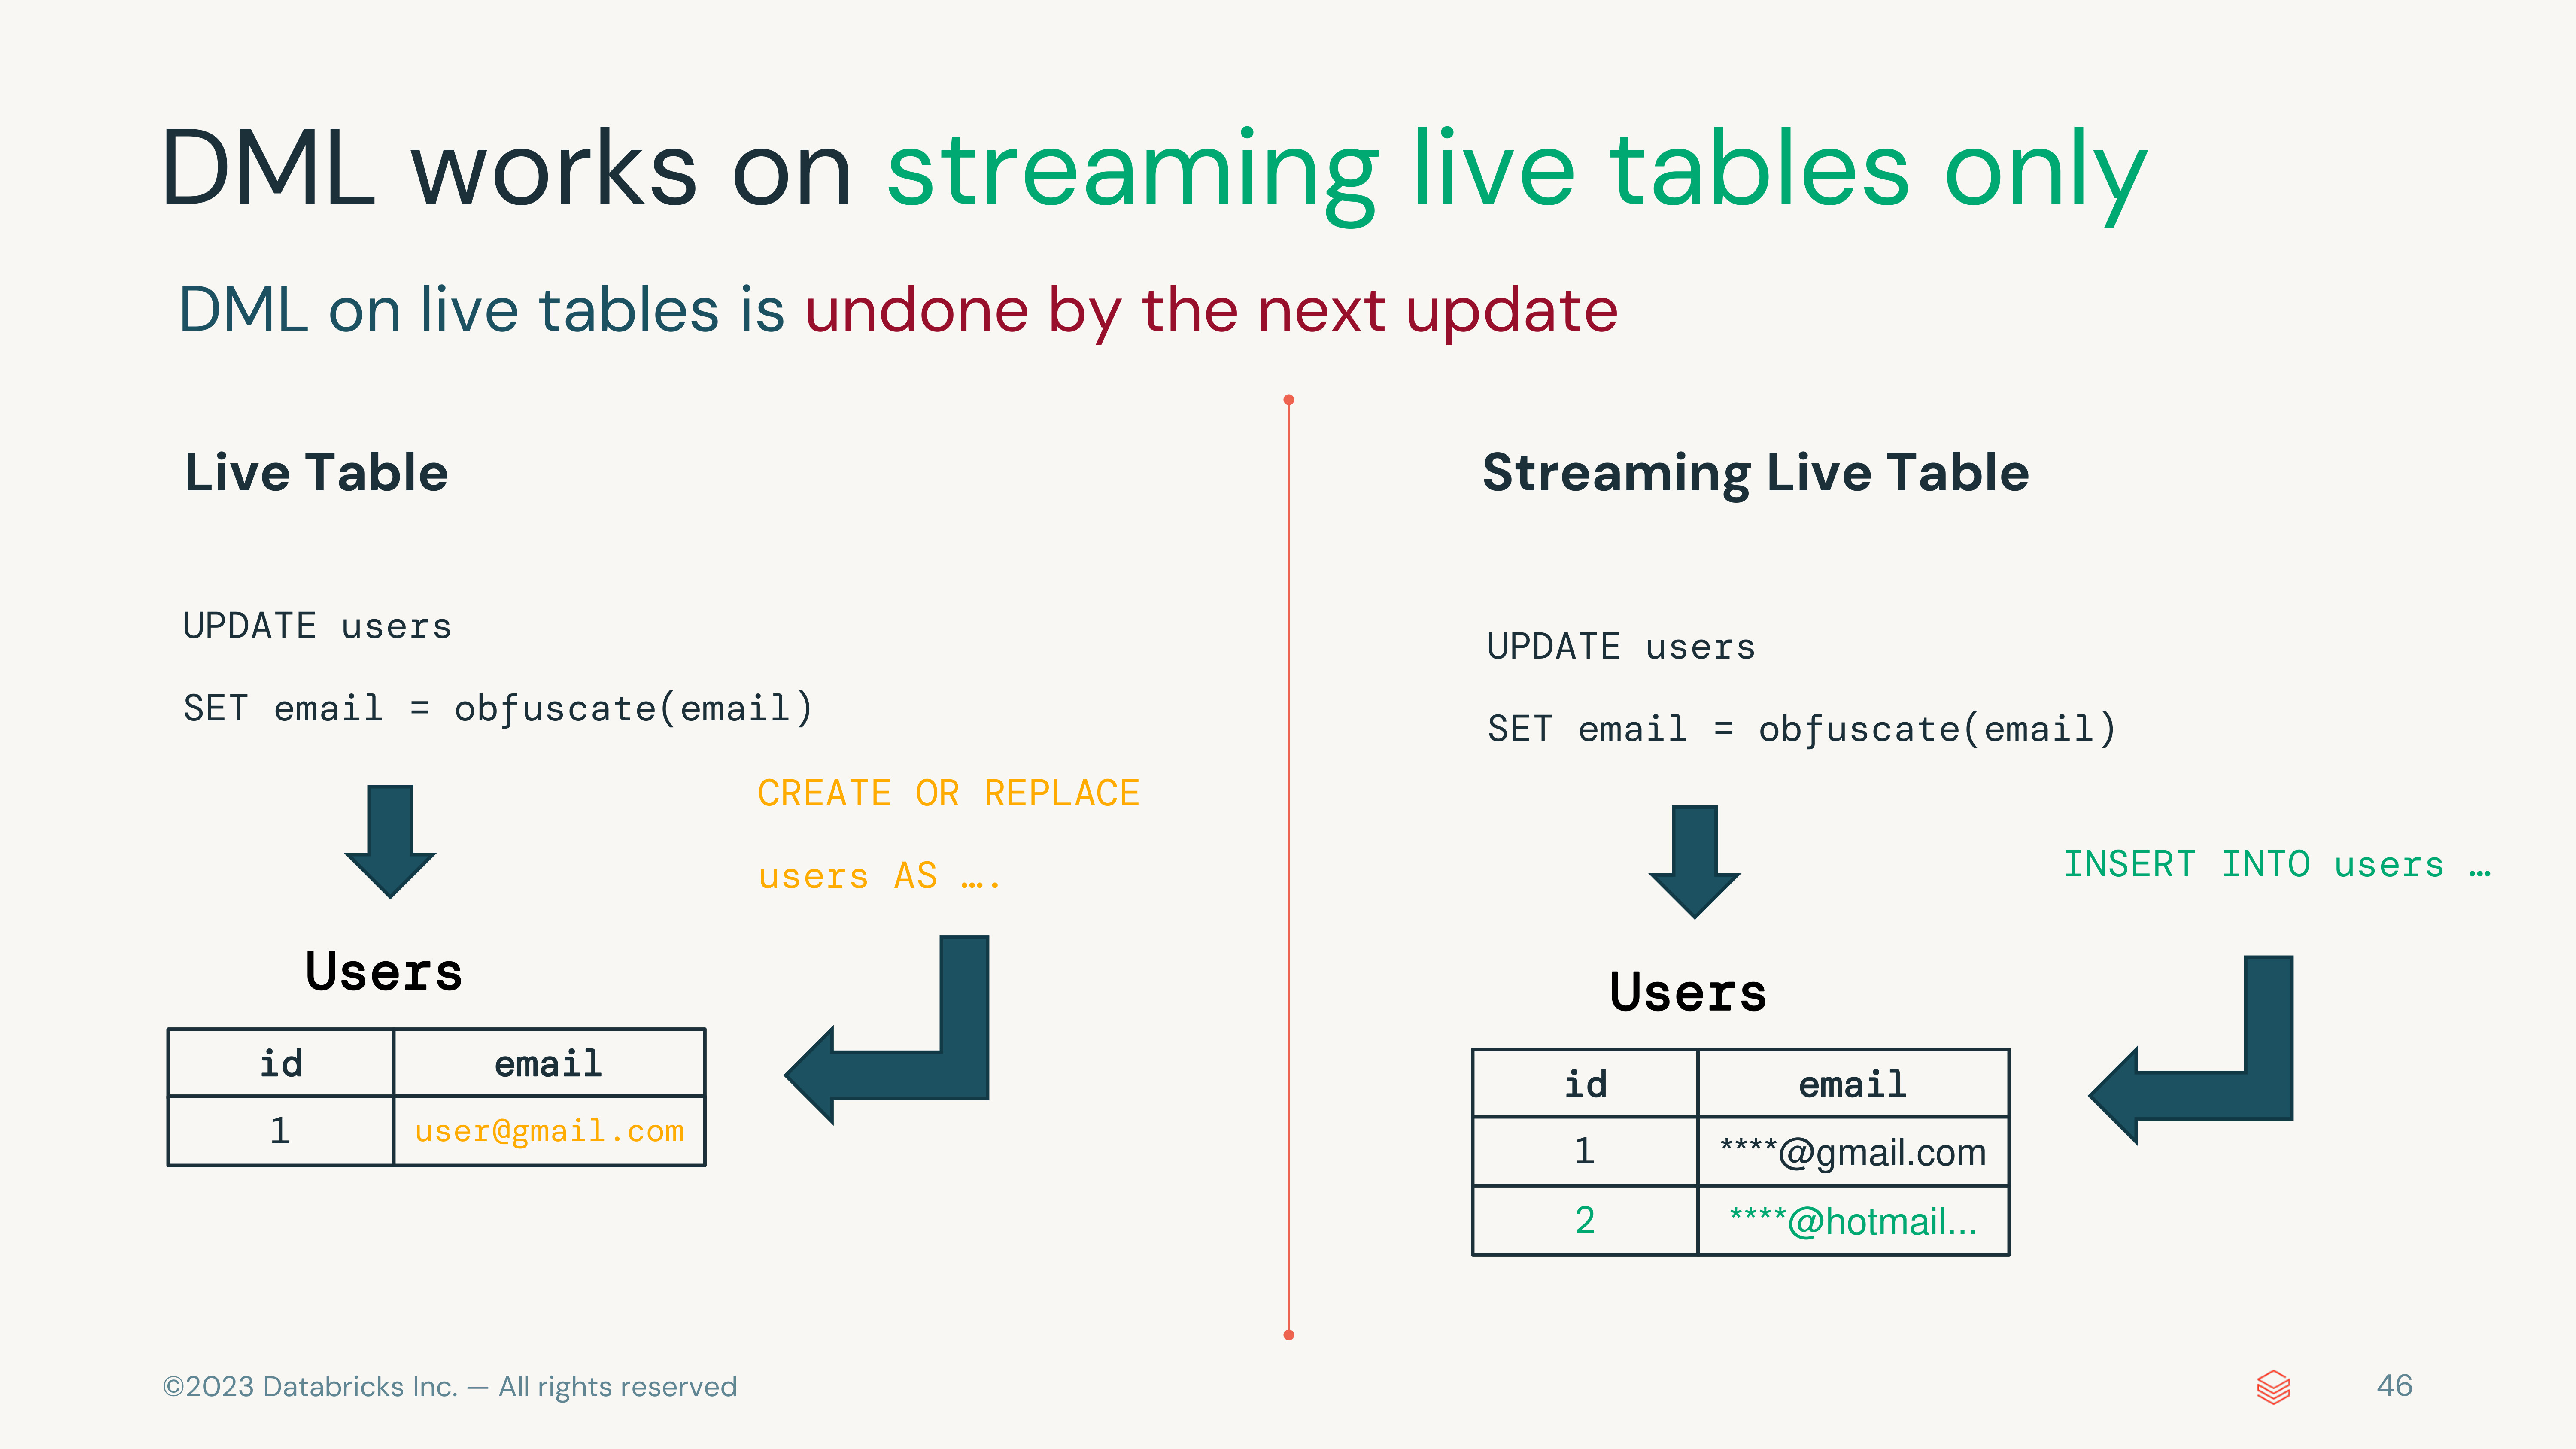 DML works on streaming live tables only
DML on live tables is undone by the next update
Live Table
UPDATE users
SET email = obfuscate(email)
CREATE OR REPLACE
users AS ….
Users
id email
1 user@gmail.com
Streaming Live Table
UPDATE users
SET email = obfuscate(email)
INSERT INTO users …
Users
id email
1 ****@gmail.com
2 ****@hotmail...
©2023 Databricks Inc. — All rights reserved
46